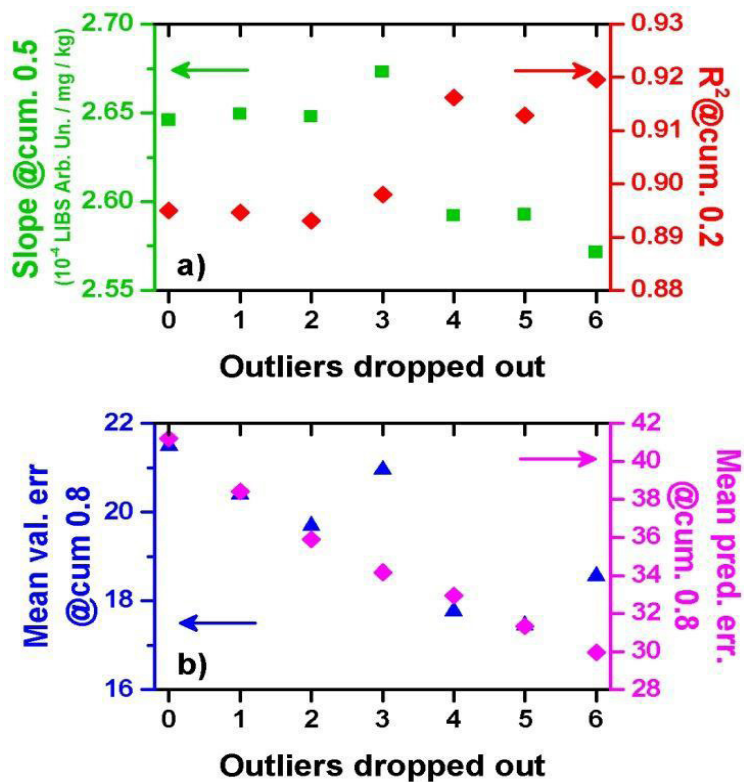 2.70
2.65
2.60
2.55
Slope @cum. 0.5
(10⁻⁴ LIBS Arb. Un. / mg / kg)
0.93
0.92
0.91
0.90
0.89
0.88
R²@cum. 0.2
a)
0 1 2 3 4 5 6
Outliers dropped out
22
20
18
16
Mean val. err
@cum 0.8
42
40
38
36
34
32
30
28
Mean pred. err.
@cum. 0.8
b)
0 1 2 3 4 5 6
Outliers dropped out